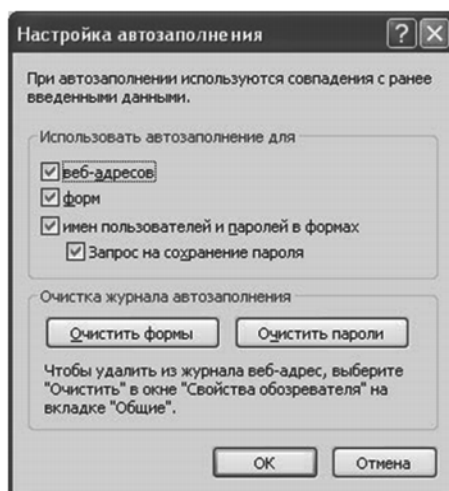 Настройка автозаполнения
При автозаполнении используются совпадения с ранее
введенными данными.
Использовать автозаполнение для
веб-адресов
форм
имен пользователей и паролей в формах
Запрос на сохранение пароля
Очистка журнала автозаполнения
Очистить формы
Очистить пароли
Чтобы удалить из журнала веб-адрес, выберите
"Очистить" в окне "Свойства обозревателя" на
вкладке "Общие".
ОК
Отмена